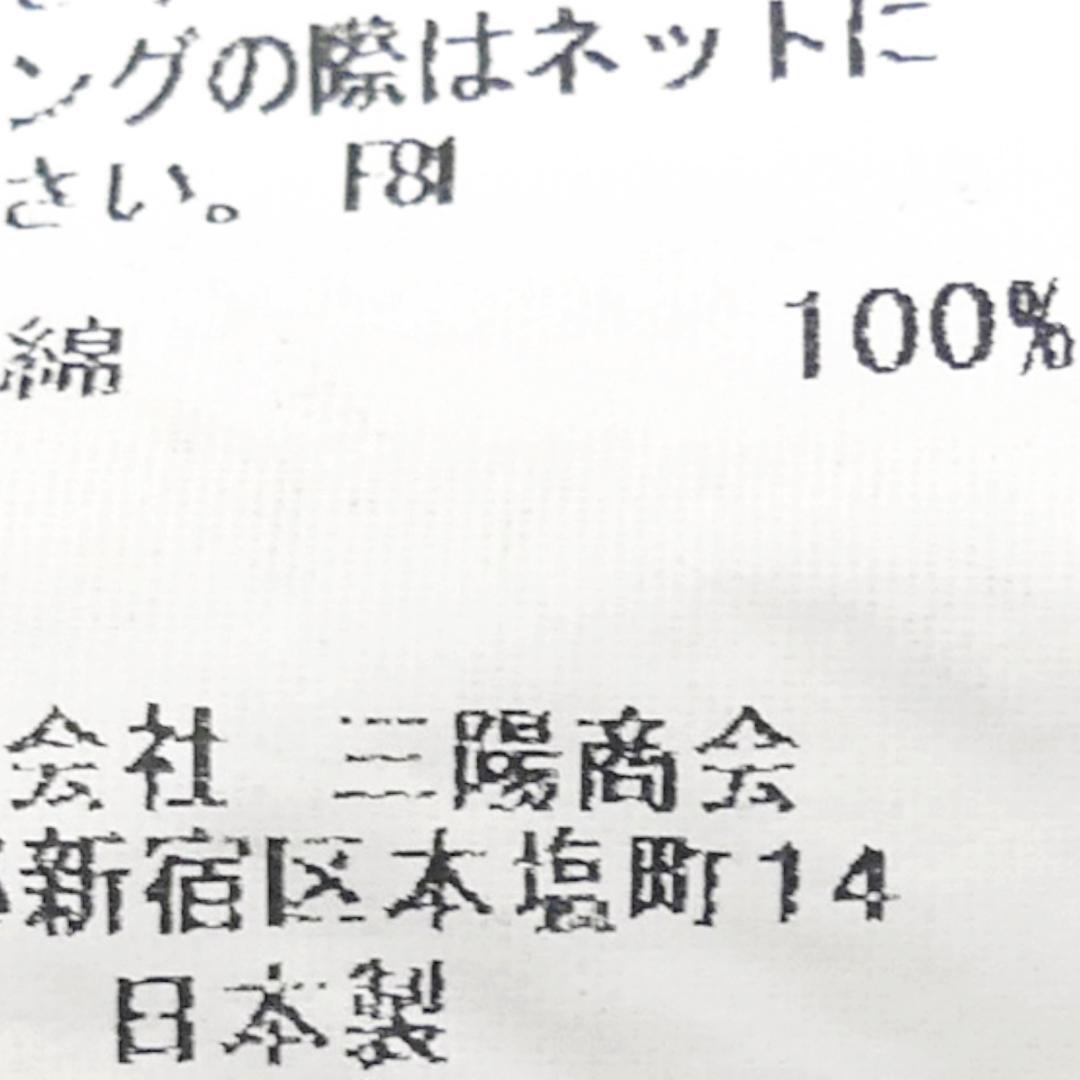 ングの際はネットに
さい。 F81
綿 100%
会社 三陽商会
新宿区本塩町14
日本製